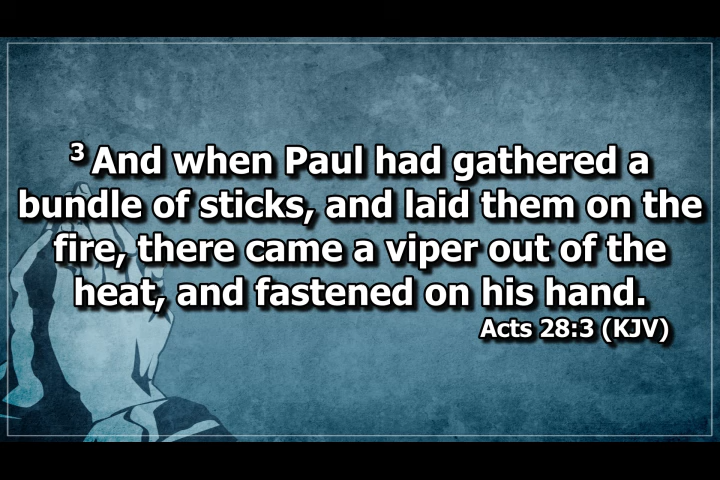 3 And when Paul had gathered a
bundle of sticks, and laid them on the
fire, there came a viper out of the
heat, and fastened on his hand.
Acts 28:3 (KJV)